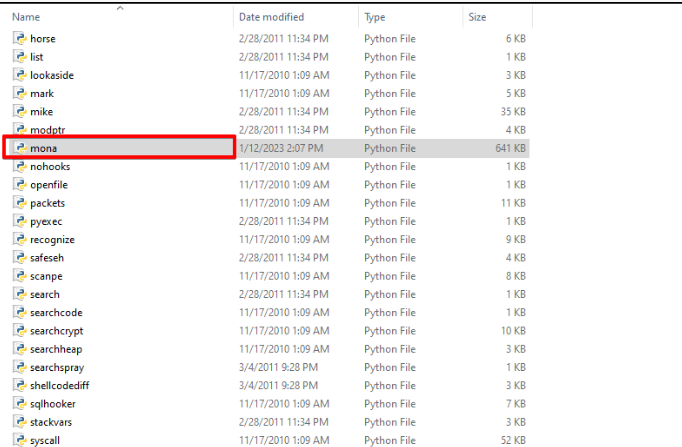 Name Date modified Type Size
horse 2/28/2011 11:34 PM Python File 6 KB
list 2/28/2011 11:34 PM Python File 1 KB
lookaside 11/17/2010 1:09 AM Python File 3 KB
mark 11/17/2010 1:09 AM Python File 5 KB
mike 2/28/2011 11:34 PM Python File 35 KB
modptr 2/28/2011 11:34 PM Python File 4 KB
mona 1/12/2023 2:07 PM Python File 641 KB
nohooks 11/17/2010 1:09 AM Python File 1 KB
openfile 11/17/2010 1:09 AM Python File 1 KB
packets 11/17/2010 1:09 AM Python File 11 KB
pyexec 2/28/2011 11:34 PM Python File 1 KB
recognize 11/17/2010 1:09 AM Python File 9 KB
safeseh 2/28/2011 11:34 PM Python File 4 KB
scanpe 11/17/2010 1:09 AM Python File 8 KB
search 2/28/2011 11:34 PM Python File 1 KB
searchcode 11/17/2010 1:09 AM Python File 1 KB
searchcrypt 11/17/2010 1:09 AM Python File 10 KB
searchheap 11/17/2010 1:09 AM Python File 3 KB
searchspray 3/4/2011 9:28 PM Python File 1 KB
shellcodediff 3/4/2011 9:28 PM Python File 3 KB
sqlhooker 11/17/2010 1:09 AM Python File 7 KB
stackvars 2/28/2011 11:34 PM Python File 3 KB
syscall 11/17/2010 1:09 AM Python File 52 KB